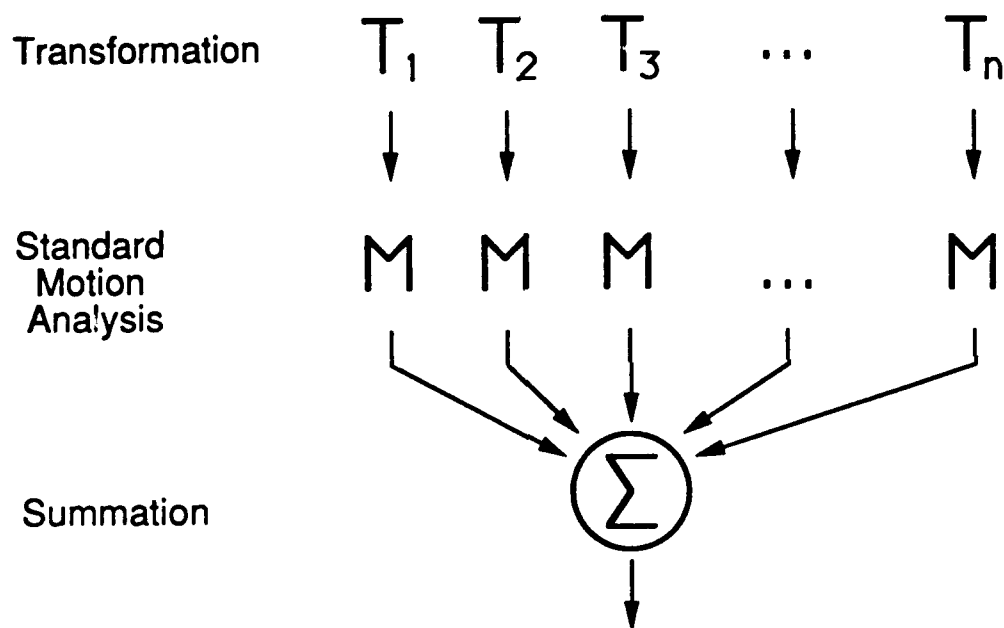 Transformation T₁ T₂ T₃ ... Tₙ
Standard
Motion
Analysis
M M M ... M
Σ
Summation